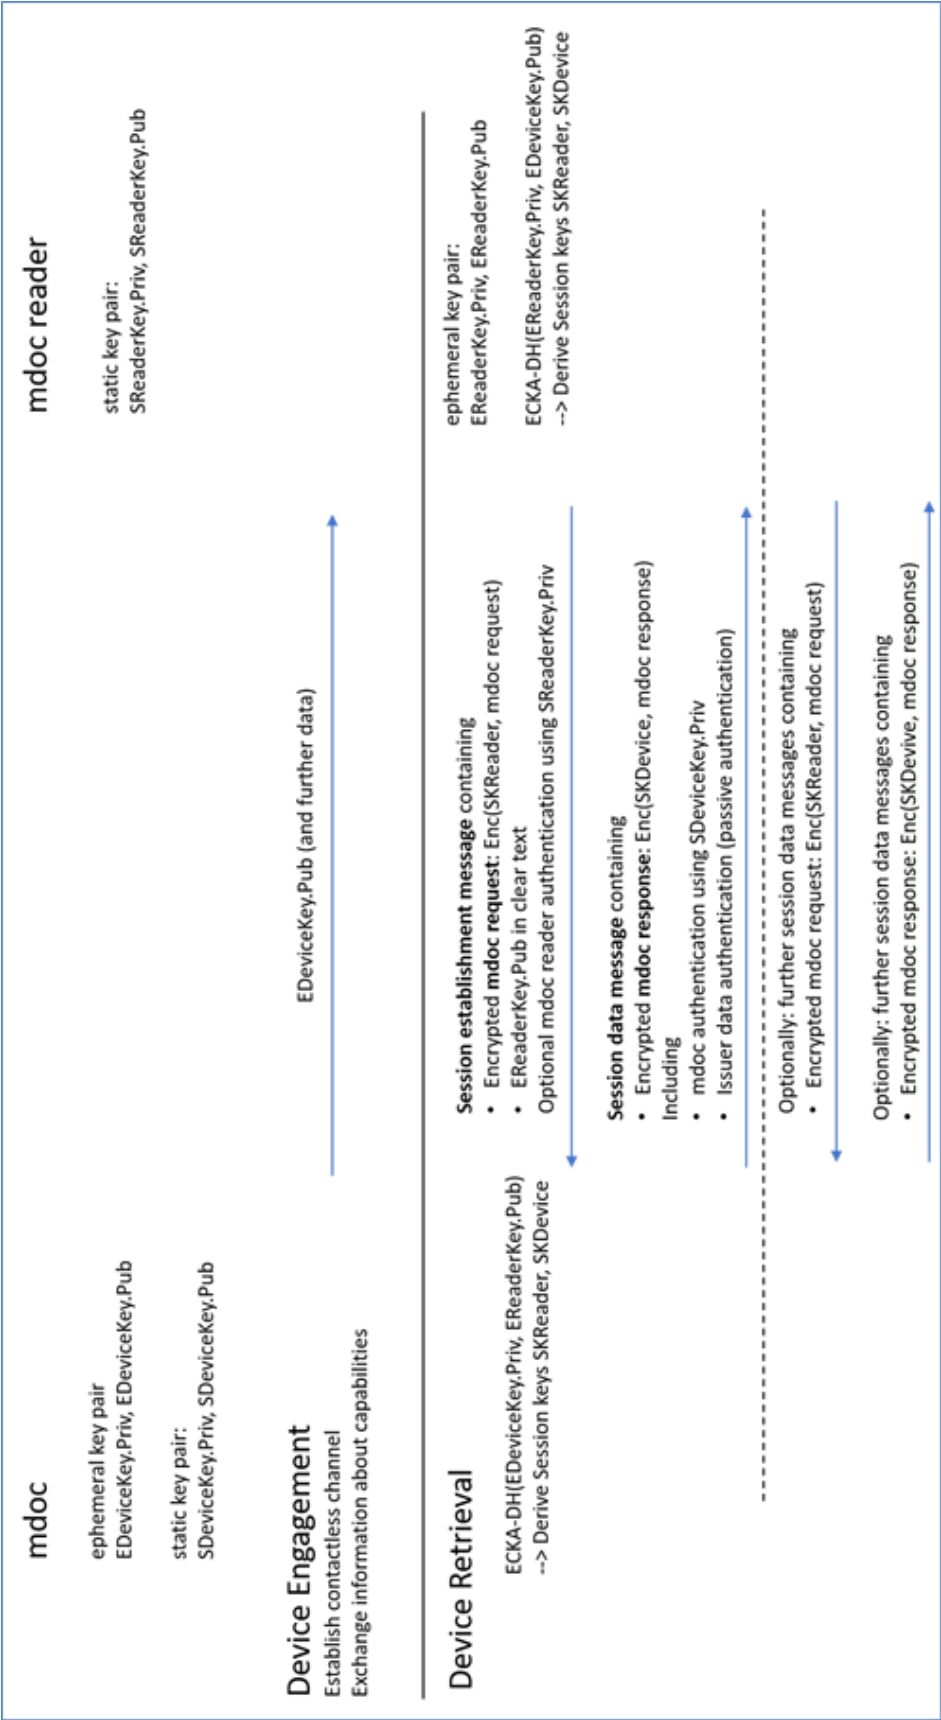 mdoc
mdoc reader
ephemeral key pair
EDeviceKey.Priv, EDeviceKey.Pub
static key pair:
SDeviceKey.Priv, SDeviceKey.Pub
static key pair:
SReaderKey.Priv, SReaderKey.Pub
Device Engagement
Establish contactless channel
Exchange information about capabilities
EDeviceKey.Pub (and further data)
Device Retrieval
ephemeral key pair:
EReaderKey.Priv, EReaderKey.Pub
ECKA-DH(EReaderKey.Priv, EDeviceKey.Pub)
--> Derive Session keys SKReader, SKDevice
Session establishment message containing
• Encrypted mdoc request: Enc(SKReader, mdoc request)
• EReaderKey.Pub in clear text
Optional mdoc reader authentication using SReaderKey.Priv
ECKA-DH(EDeviceKey.Priv, EReaderKey.Pub)
--> Derive Session keys SKReader, SKDevice
Session data message containing
• Encrypted mdoc response: Enc(SKDevice, mdoc response)
Including
• mdoc authentication using SDeviceKey.Priv
• Issuer data authentication (passive authentication)
Optionally: further session data messages containing
• Encrypted mdoc request: Enc(SKReader, mdoc request)
Optionally: further session data messages containing
• Encrypted mdoc response: Enc(SKDevive, mdoc response)